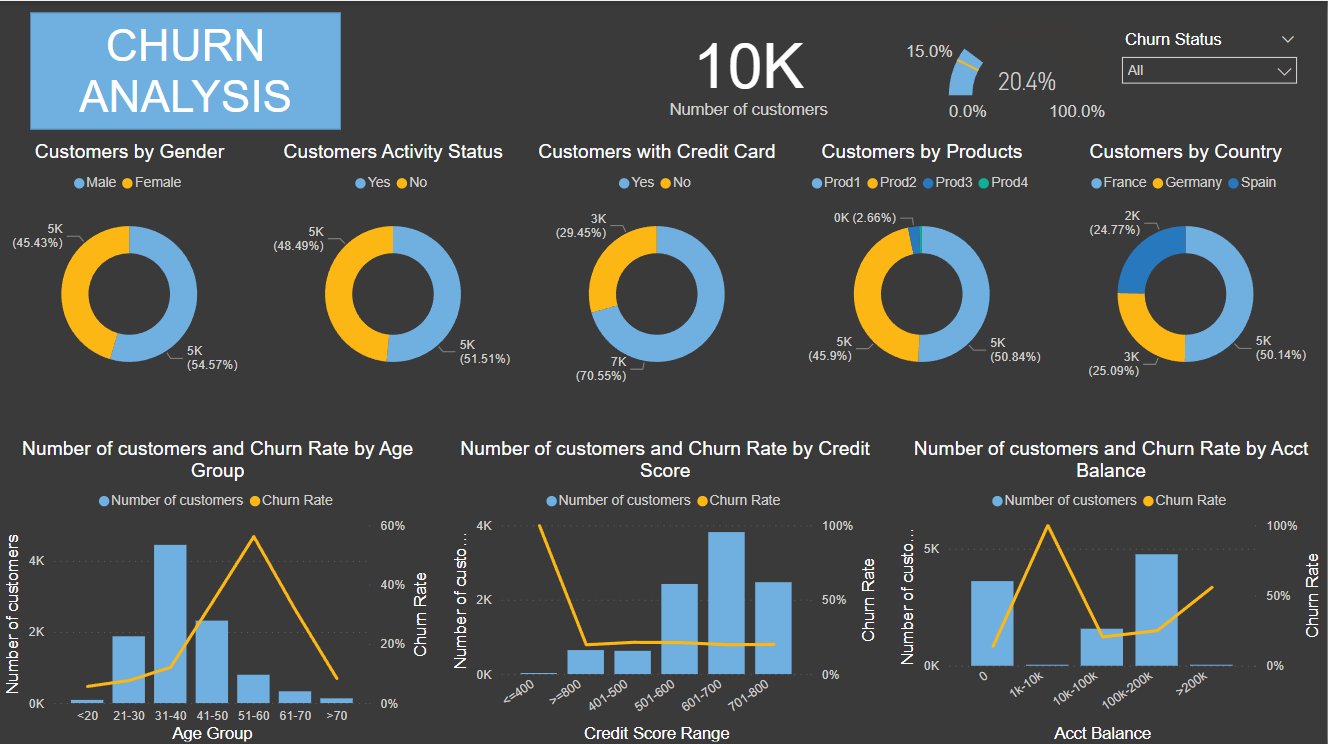 CHURN
ANALYSIS
10K
Number of customers
15.0%
20.4%
0.0%
100.0%
Churn Status
All
Customers by Gender
Male Female
5K
(45.43%)
5K
(54.57%)
Customers Activity Status
Yes No
5K
(48.49%)
5K
(51.51%)
Customers with Credit Card
Yes No
3K
(29.45%)
7K
(70.55%)
Customers by Products
Prod1 Prod2 Prod3 Prod4
0K (2.66%)
5K
(45.9%)
5K
(50.84%)
Customers by Country
France Germany Spain
2K
(24.77%)
3K
(25.09%)
5K
(50.14%)
Number of customers and Churn Rate by Age
Group
Number of customers Churn Rate
Number of customers
4K
2K
0K
60%
40%
20%
0%
Churn Rate
<20 21-30 31-40 41-50 51-60 61-70 >70
Age Group
Number of customers and Churn Rate by Credit
Score
Number of customers Churn Rate
Number of custo...
4K
2K
0K
100%
50%
0%
Churn Rate
<=400 >=800 401-500 501-600 601-700 701-800
Credit Score Range
Number of customers and Churn Rate by Acct
Balance
Number of customers Churn Rate
Number of custo...
5K
0K
100%
50%
0%
Churn Rate
0 1k-10k 10k-100k 100k-200k >200k
Acct Balance